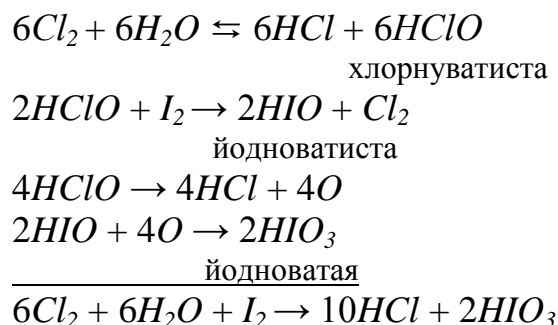 6Cl₂ + 6H₂O ⇆ 6HCl + 6HClO
хлорнуватиста
2HClO + I₂ → 2HIO + Cl₂
йодноватиста
4HClO → 4HCl + 4O
2HIO + 4O → 2HIO₃
йодноватая
6Cl₂ + 6H₂O + I₂ → 10HCl + 2HIO₃